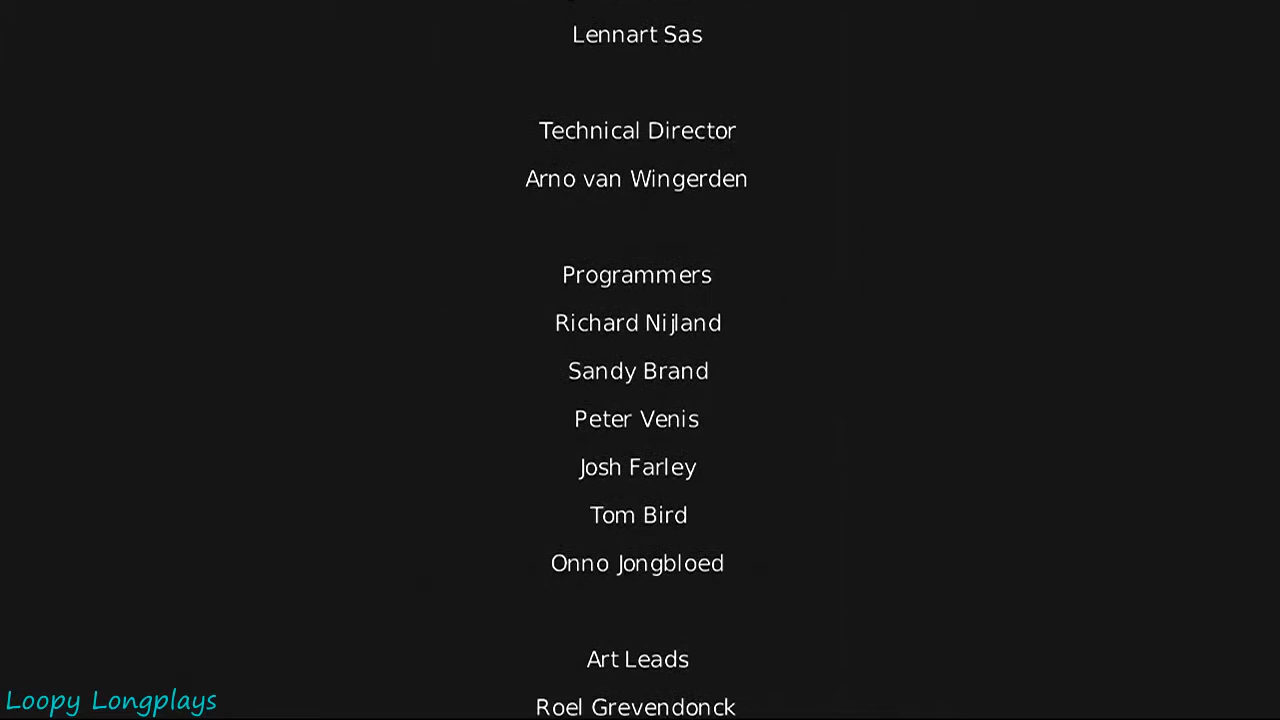 Lennart Sas
Technical Director
Arno van Wingerden
Programmers
Richard Nijland
Sandy Brand
Peter Venis
Josh Farley
Tom Bird
Onno Jongbloed
Art Leads
Roel Grevendonck
Loopy Longplays